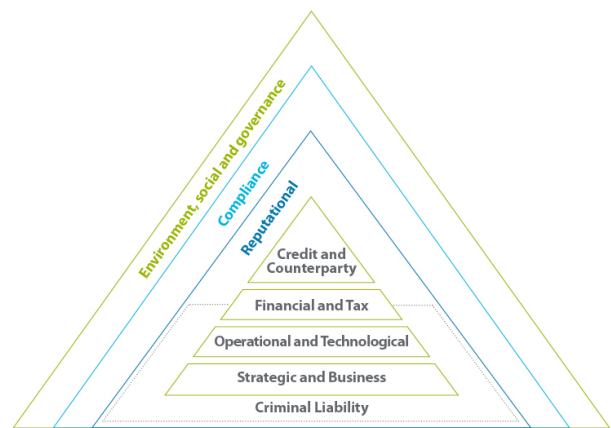 Environment, social and governance
Compliance
Reputational
Credit and
Counterparty
Financial and Tax
Operational and Technological
Strategic and Business
Criminal Liability